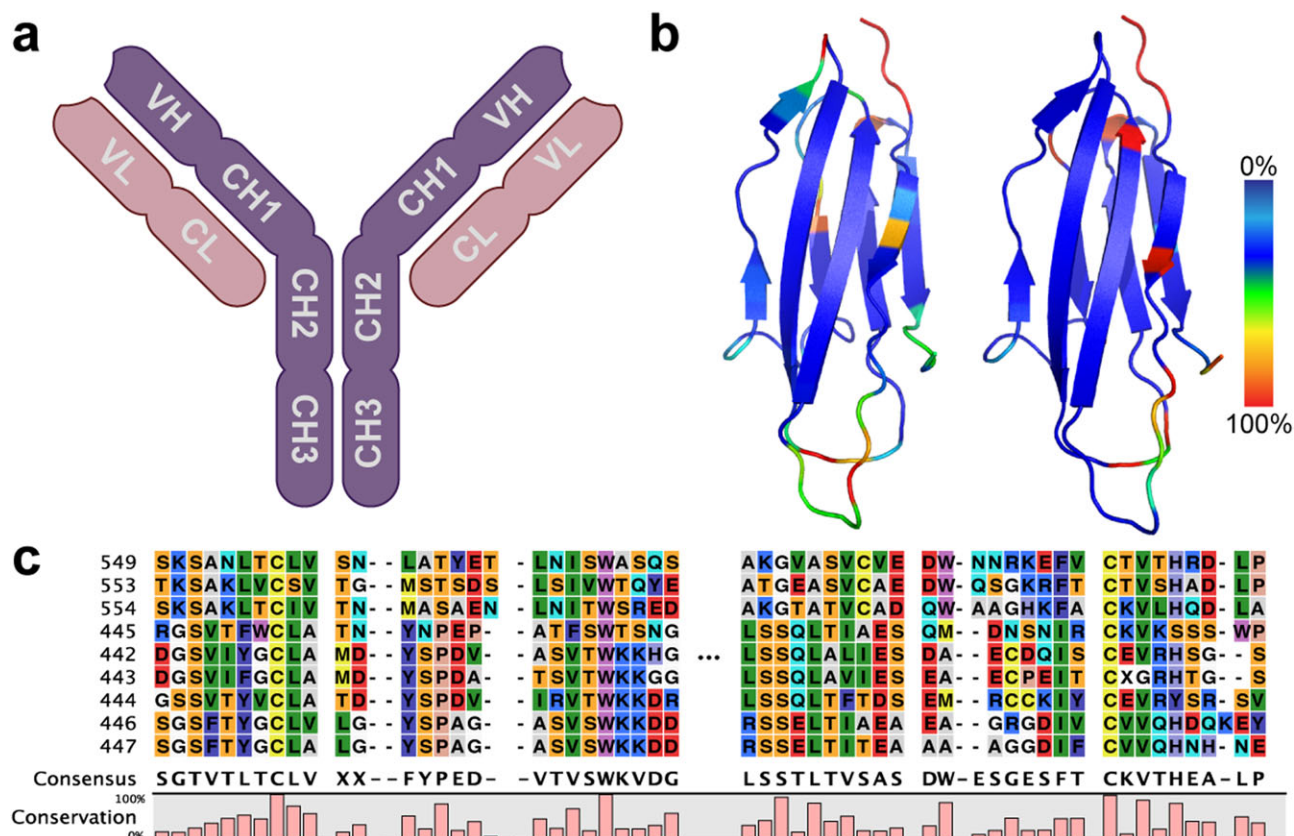 a
VH
VH
VL
VL
CH1
CH1
CL
CL
CH2
CH2
CH3
CH3
b
0%
100%
c
549 SKSANLTCLV SN-- LATYET - LNISWASQS AKGVASVCVE DW-NNRKEFV CTVTHRD-LP
553 TKSAKLVCSV TG-- MSTSDS - LSIVWTQYE ATGEASVCAE DW-QSGKRFT CTVSHAD-LP
554 SKSAKLTCIV TN-- MASAEN - LNITWSRED AKGTATVCAD QW-AAGHKFA CKVLHQD-LA
445 RGSVTFWCLA TN-- YNPEP- - ATFSWTSNG LSSQLTIAES QM--DNSNIR CKVKSSS-WP
442 DGSVIYGCLA MD-- YSPDV- - TSVTWKKHG ... LSSQLALIES DA--ECDQIS CEVRHSG--S
443 DGSVIFGCLA MD-- YSPDA- - TSVTWKKGG LSSQLAVIES EA--ECPEIT CXGRHTG--S
444 GSSVTYVCLA TD-- YSPDV- - IRVTWKKDR LSSQLTFTDS EM--RCCKIY CEVRYSR-SV
446 SGSFTYGCLV LG-- YSPAG- - ASVSWKKDD RSSELTIAEA EA--GRGDIV CVVQHDQKEY
447 SGSFTYGCLA LG-- YSPAG- - ASVSWKKDD RSSELTITEA AA--AGGDIF CVVQHNH-NE
Consensus SGTVTLTCLV XX--FYPED- -VTVSWKVDG LSSTLTVSAS DW-ESGESFT CKVTHEA-LP
Conservation 100%
0%